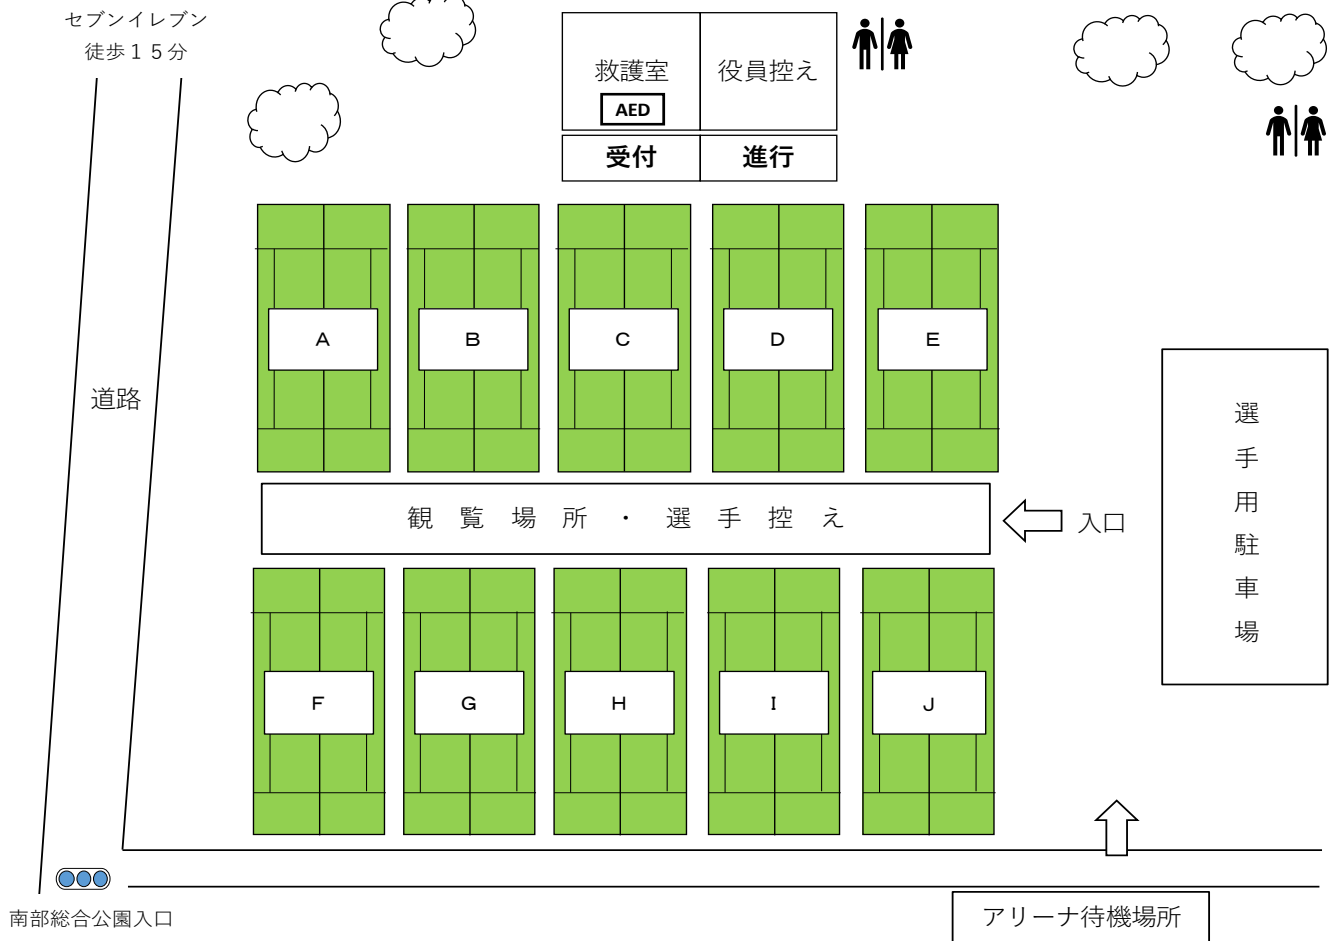 セブンイレブン
徒歩１５分
救護室
役員控え
AED
受付
進行
A
B
C
D
E
道路
選手用駐車場
観覧場所・選手控え
入口
F
G
H
I
J
南部総合公園入口
アリーナ待機場所